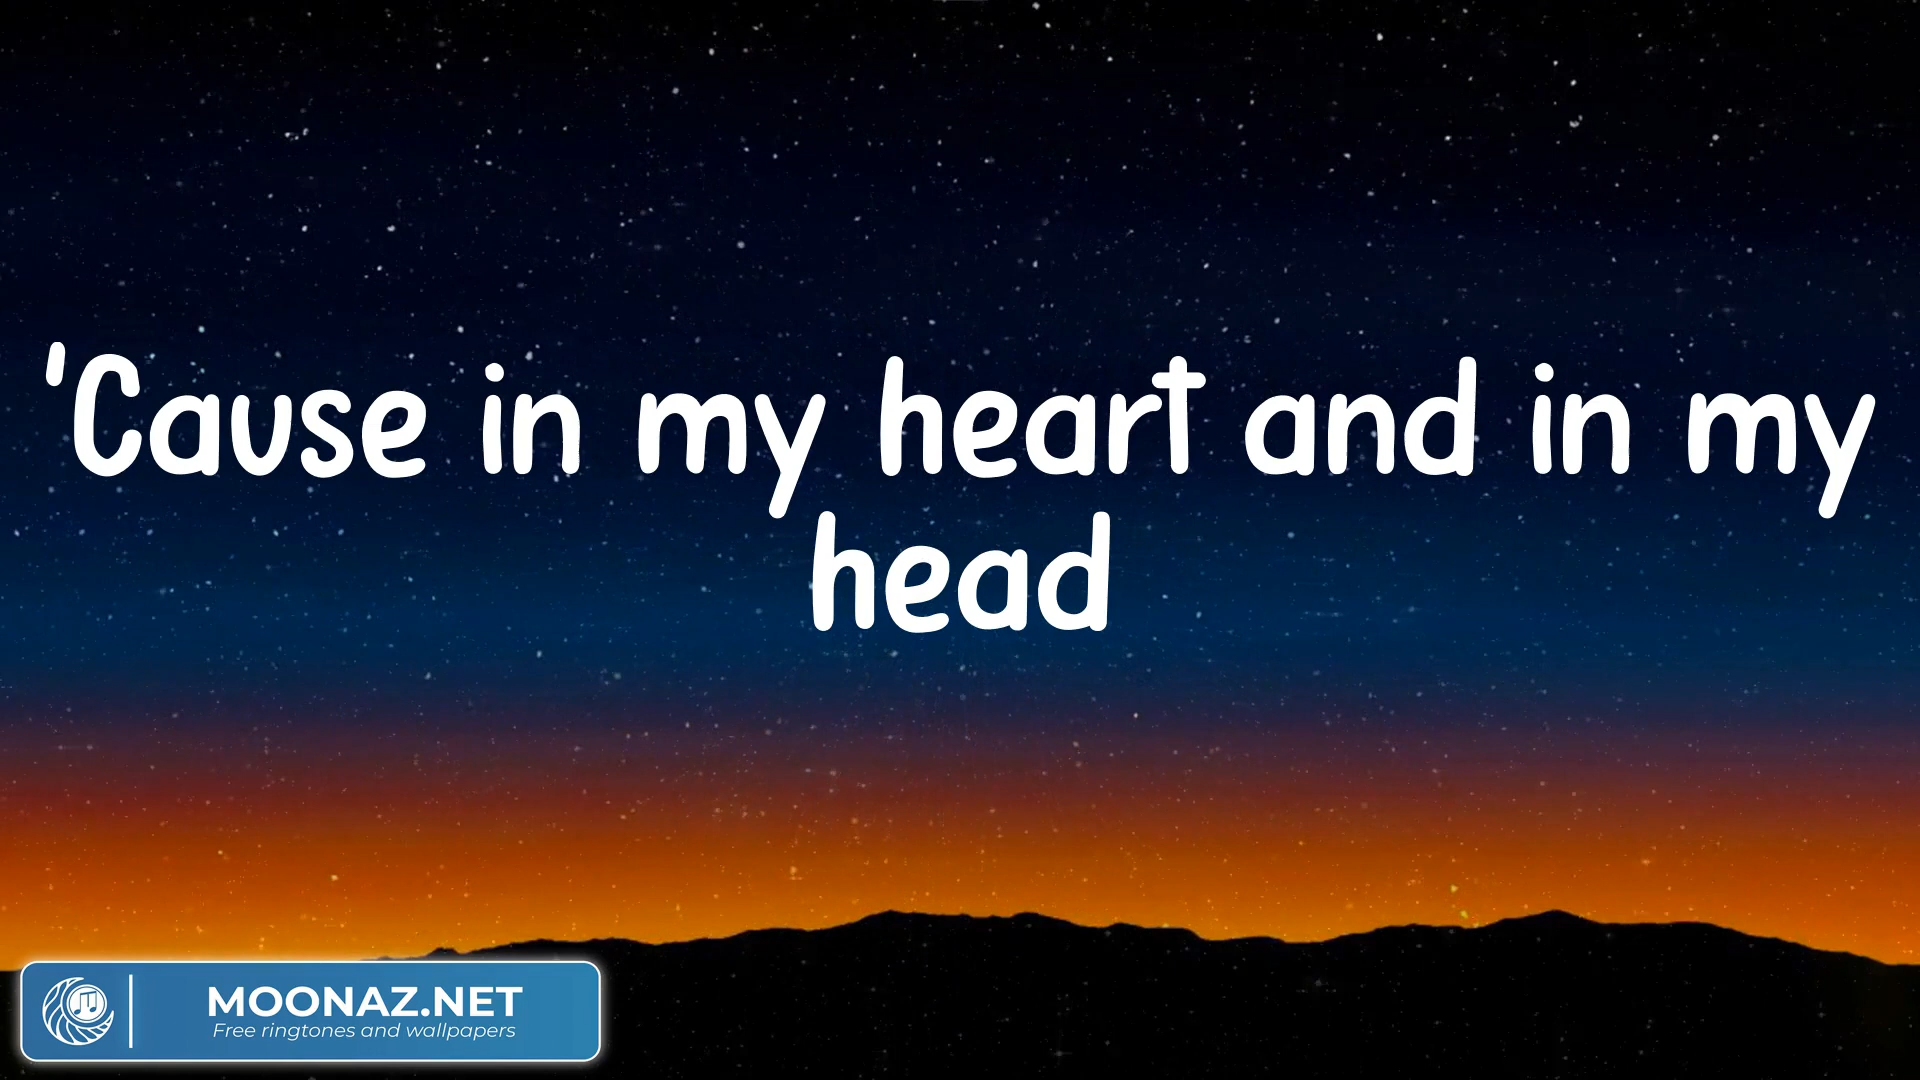 'Cause in my heart and in my
head
MOONAZ.NET
Free ringtones and wallpapers